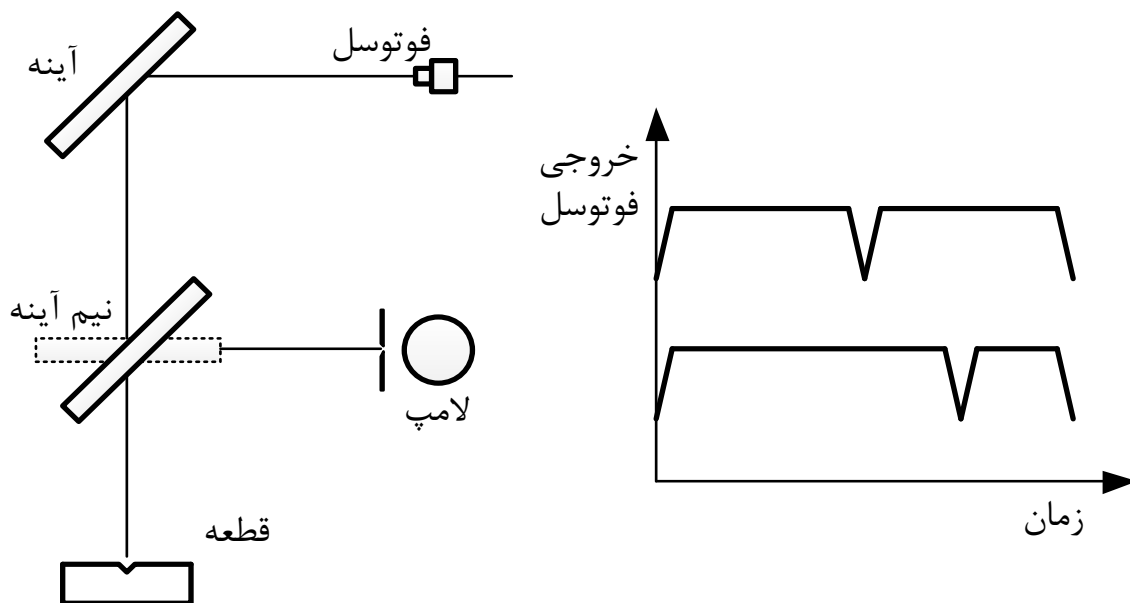 آینه
فوتوسل
نیم آینه
لامپ
قطعه
خروجی
فوتوسل
زمان